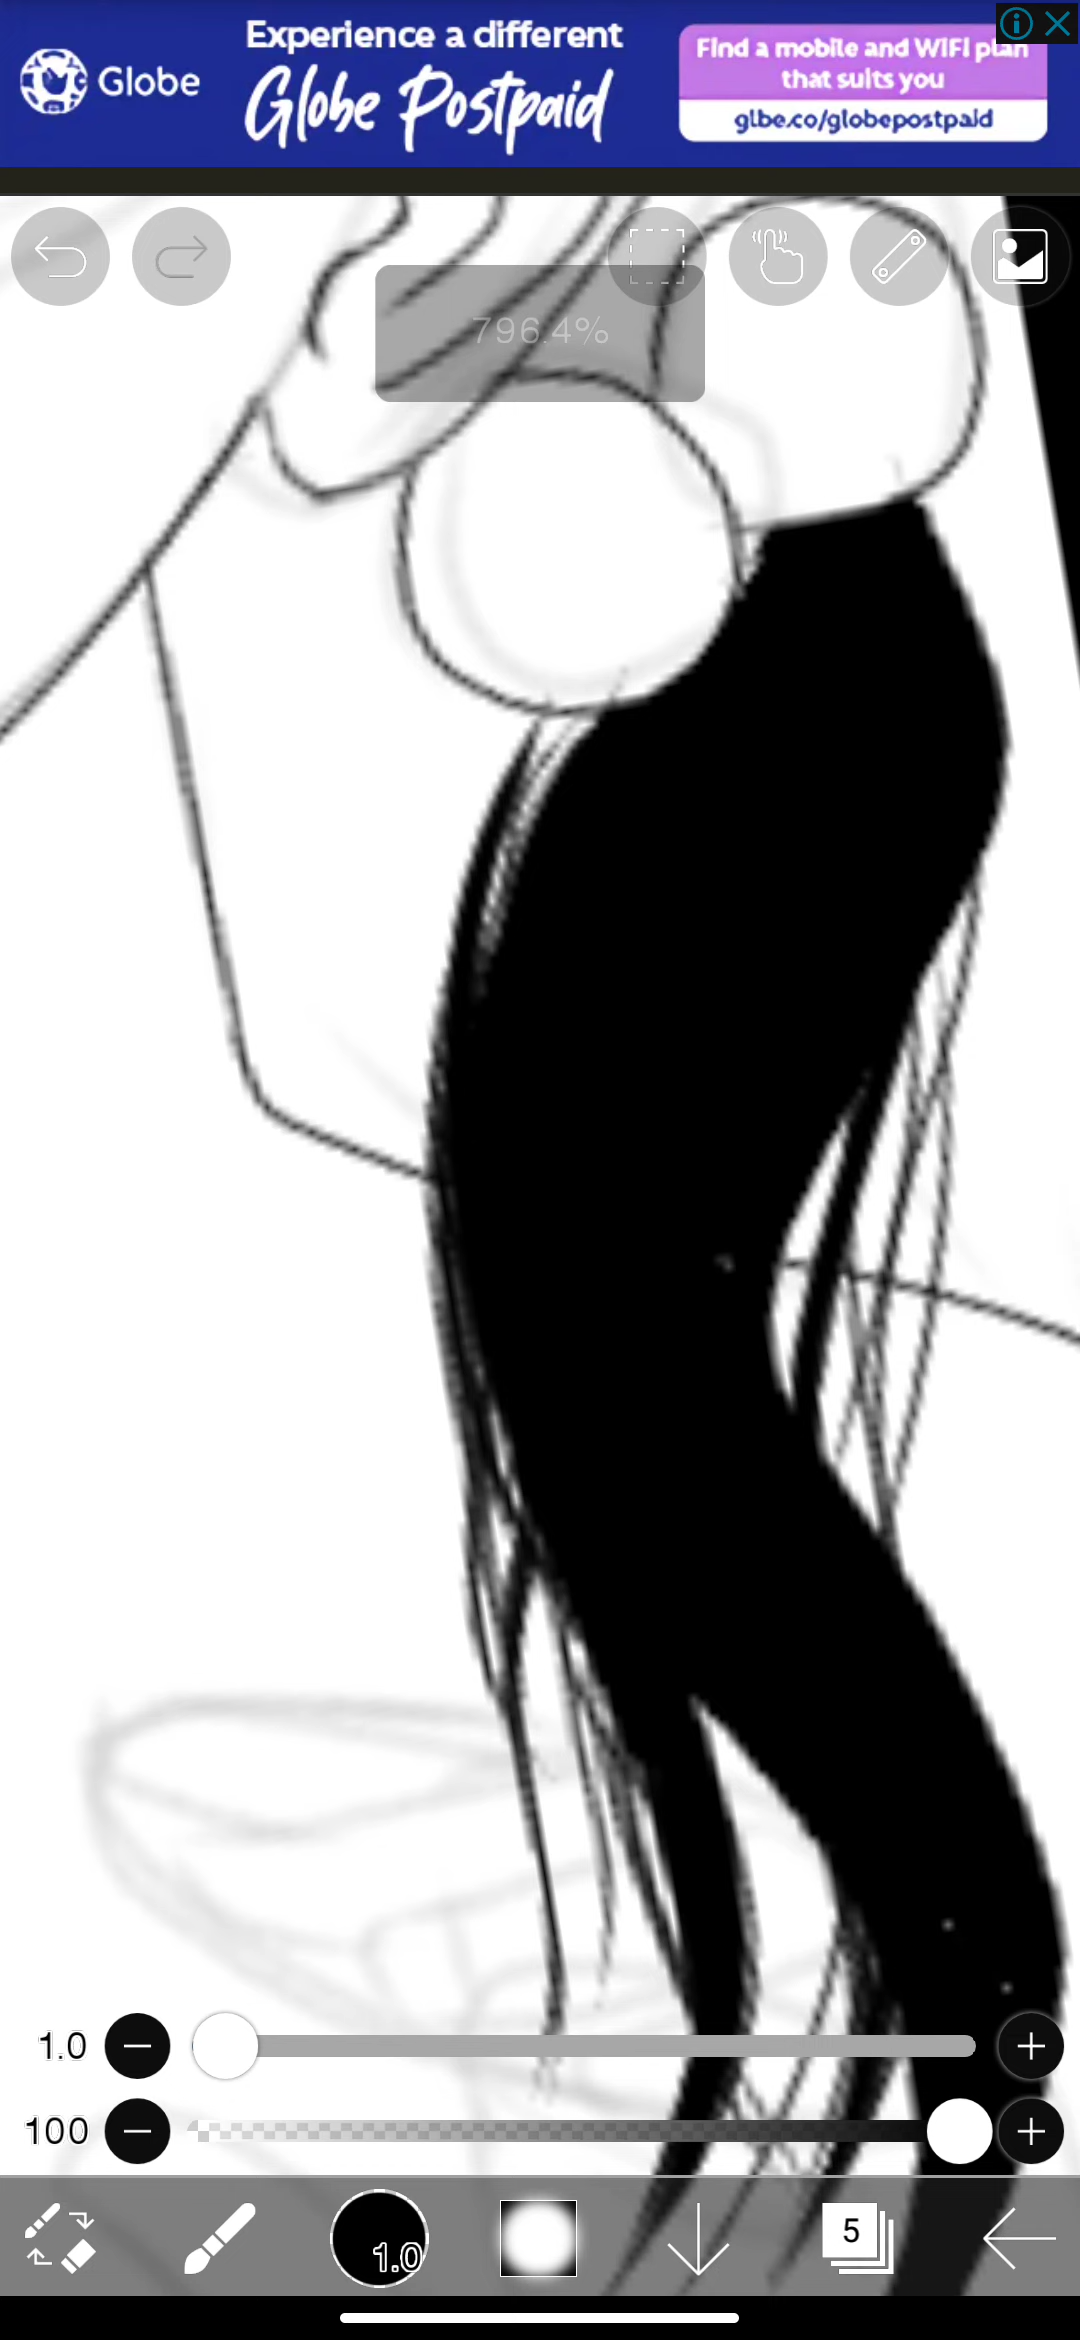 Globe
Experience a different
Globe Postpaid
Find a mobile and WiFi plan
that suits you
glbe.co/globepostpaid
796.4%
1.0
100
1.0
5